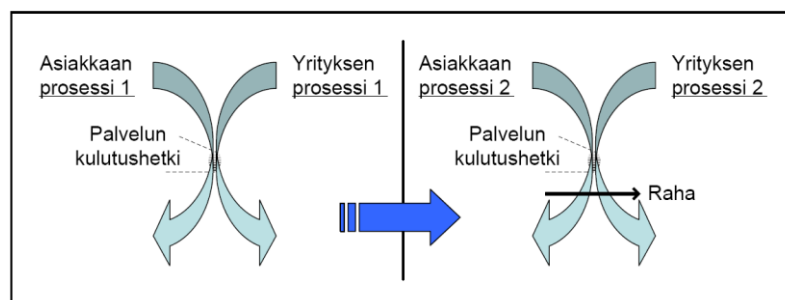 Asiakkaan
prosessi 1
Yrityksen
prosessi 1
Palvelun
kulutushetki
Asiakkaan
prosessi 2
Yrityksen
prosessi 2
Palvelun
kulutushetki
Raha